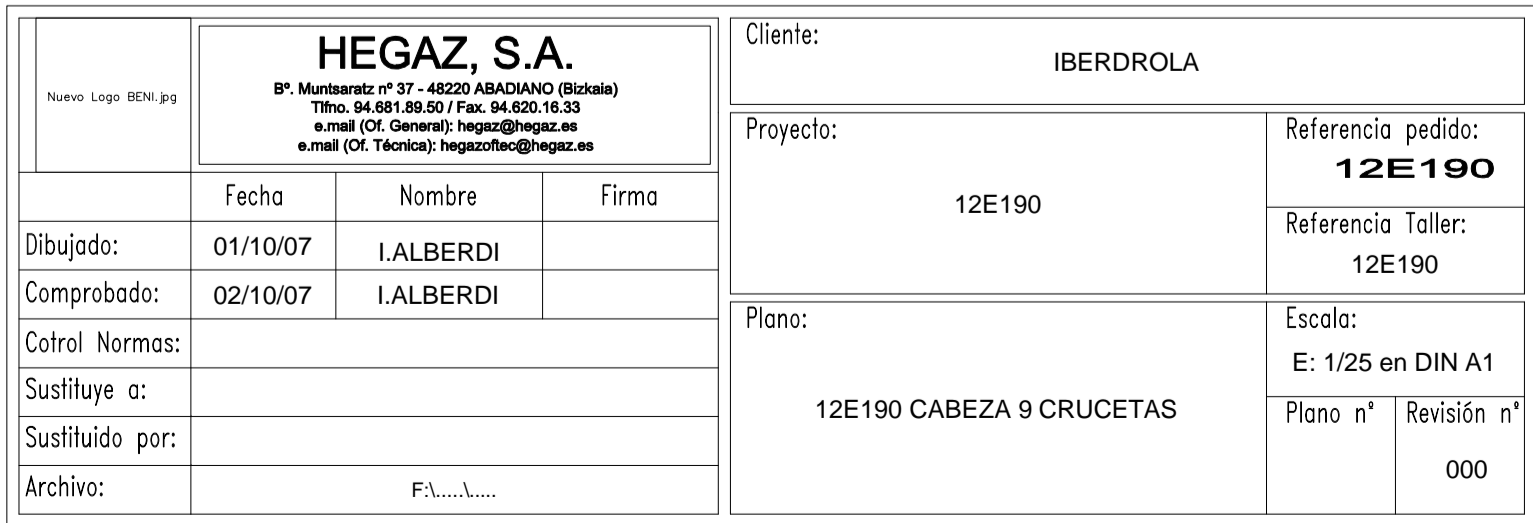 Nuevo Logo BENI.jpg
HEGAZ, S.A.
Bº. Muntsaratz nº 37 - 48220 ABADIANO (Bizkaia)
Tlfno. 94.681.89.50 / Fax. 94.620.16.33
e.mail (Of. General): hegaz@hegaz.es
e.mail (Of. Técnica): hegazoftec@hegaz.es
Fecha Nombre Firma
Dibujado: 01/10/07 I.ALBERDI
Comprobado: 02/10/07 I.ALBERDI
Cotrol Normas:
Sustituye a:
Sustituido por:
Archivo: F:\.....\.....
Cliente:
IBERDROLA
Proyecto:
12E190
Referencia pedido:
12E190
Referencia Taller:
12E190
Plano:
12E190 CABEZA 9 CRUCETAS
Escala:
E: 1/25 en DIN A1
Plano nº Revisión nº
000